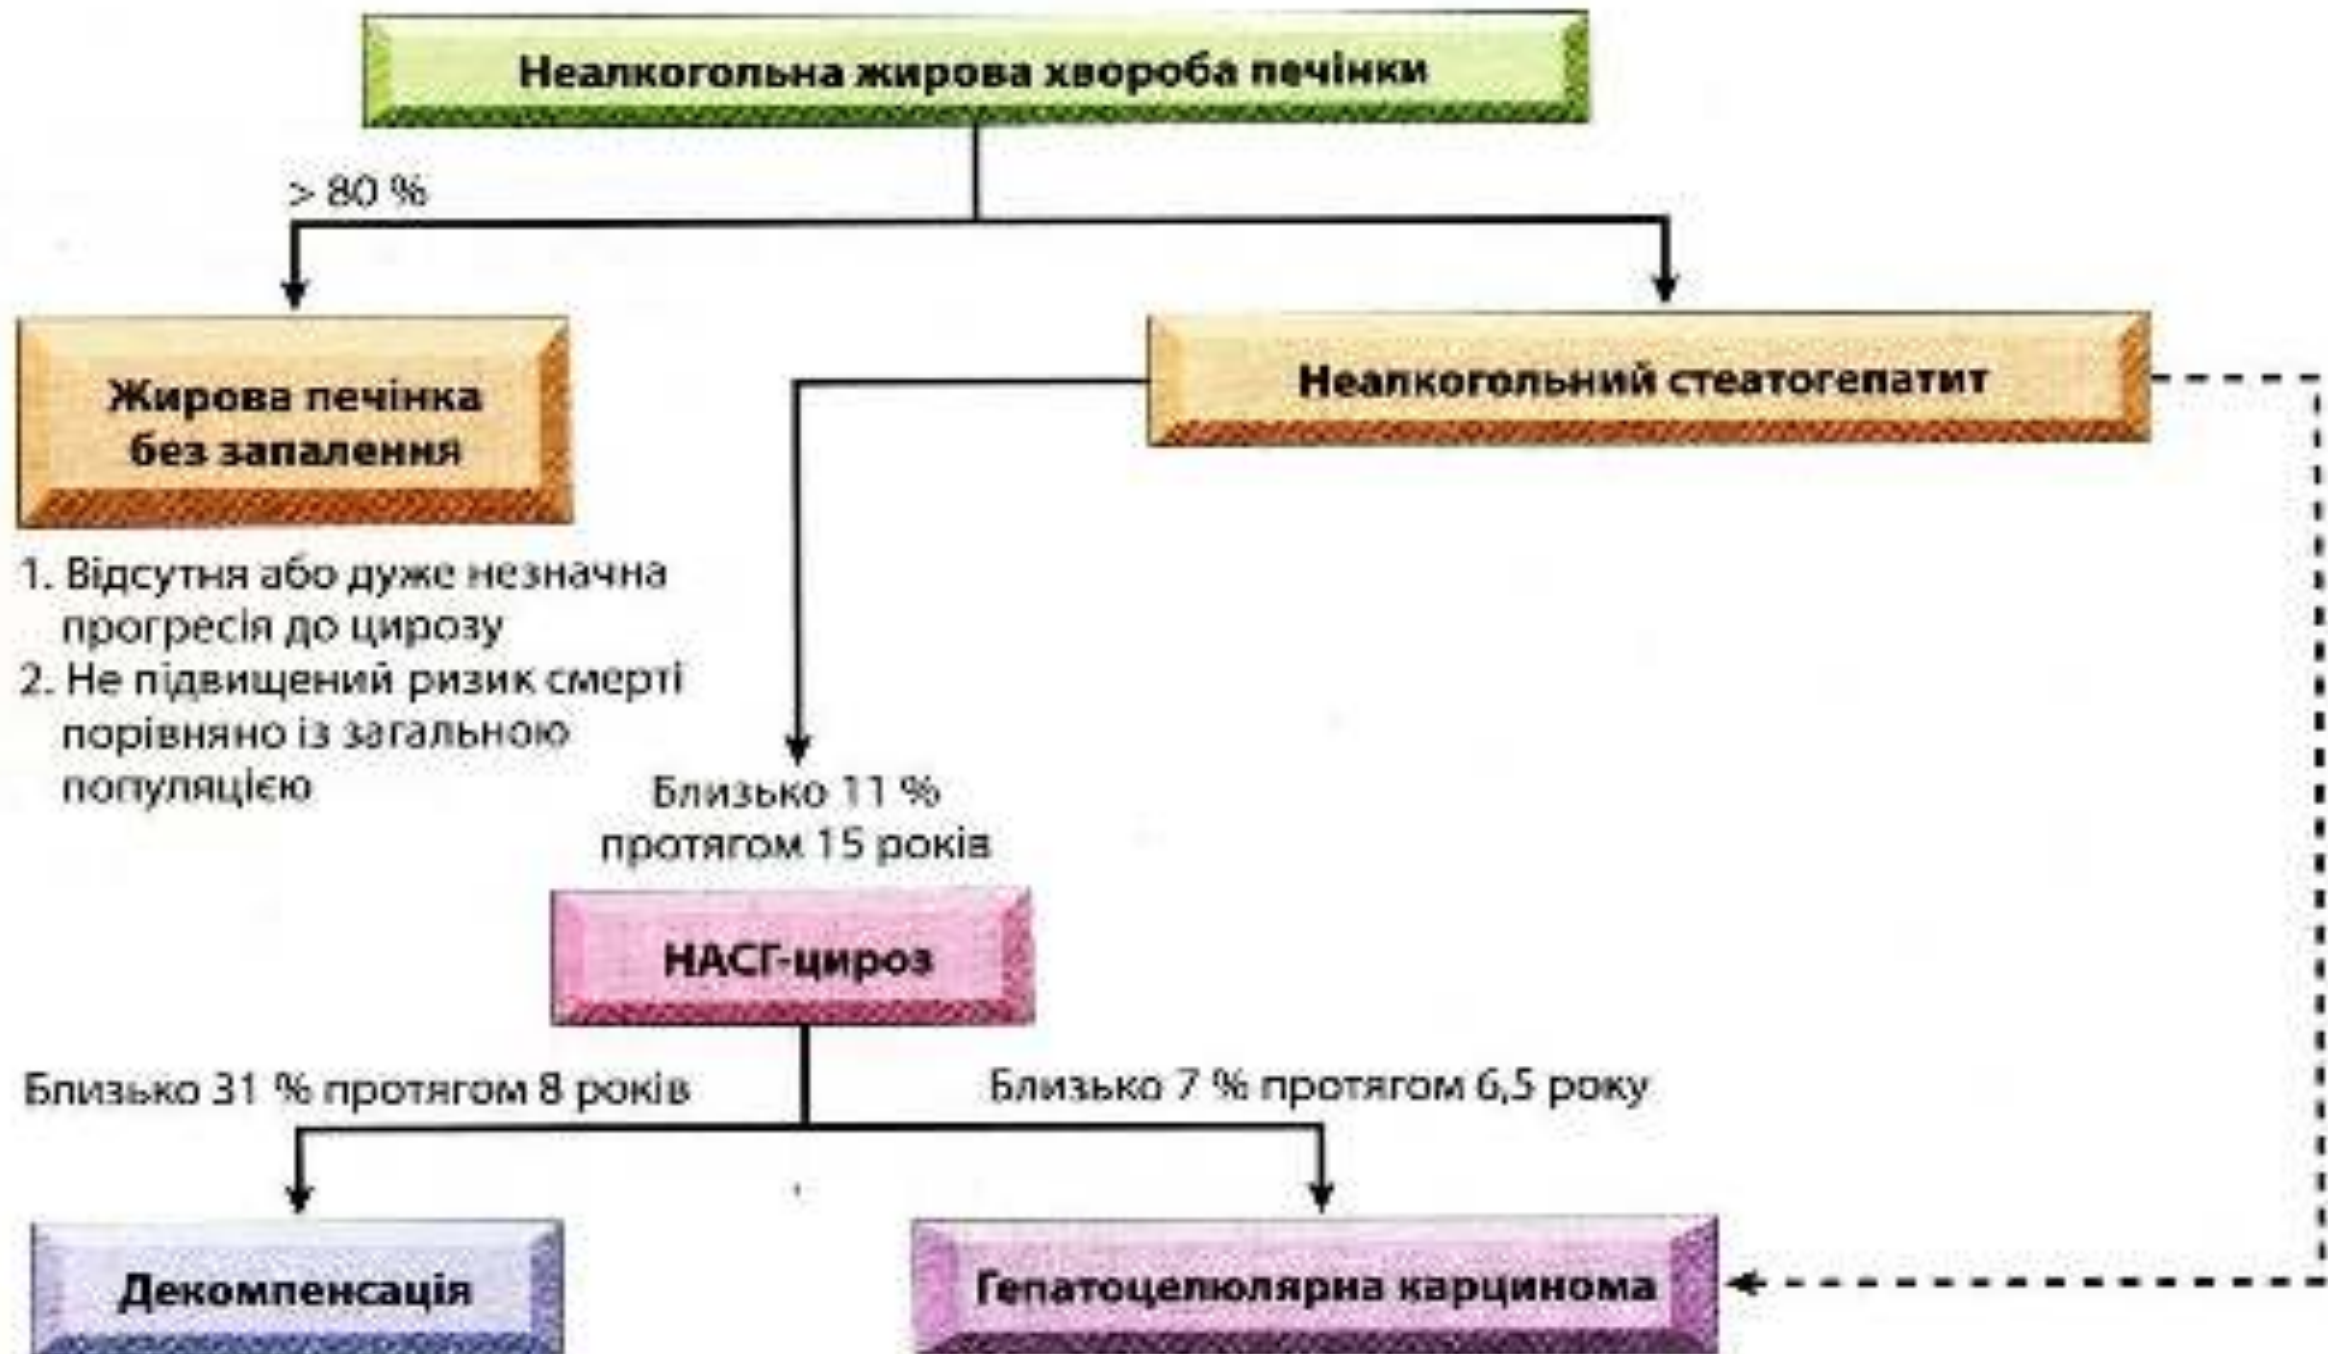 Неалкогольна жирова хвороба печінки
> 80 %
Жирова печінка
без запалення
Неалкогольний стеатогепатит
1. Відсутня або дуже незначна
прогресія до цирозу
2. Не підвищений ризик смерті
порівняно із загальною
популяцією
Близько 11 %
протягом 15 років
НАСГ-цироз
Близько 31 % протягом 8 років
Близько 7 % протягом 6,5 року
Декомпенсація
Гепатоцелюлярна карцинома